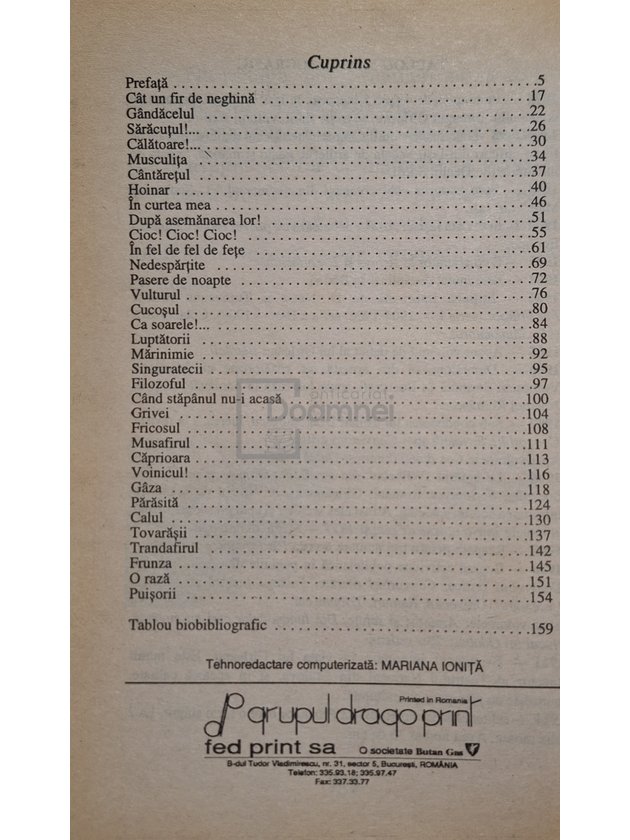 Cuprins
Prefață ........................5
Cât un fir de neghină ........................17
Gândăcelul ........................22
Sărăcuțul!... ........................26
Călătoare!... ........................30
Musculița ........................34
Cântărețul ........................37
Hoinar ........................40
În curtea mea ........................46
După asemănarea lor! ........................51
Cioc! Cioc! Cioc! ........................55
În fel de fel de fețe ........................61
Nedespărțite ........................69
Pasere de noapte ........................72
Vulturul ........................76
Cucoșul ........................80
Ca soarele!... ........................84
Luptătorii ........................88
Mărinimie ........................92
Singuratecii ........................95
Filozoful ........................97
Când stăpânul nu-i acasă ........................100
Grivei ........................104
Fricosul ........................108
Musafirul ........................111
Căprioara ........................113
Voinicul! ........................116
Gâza ........................118
Părăsită ........................124
Calul ........................130
Tovarășii ........................137
Trandafirul ........................142
Frunza ........................145
O rază ........................151
Puișorii ........................154
Tablou biobibliografic ........................159
anticariat
Doamnei
Tehnoredactare computerizată: MARIANA IONIȚĂ
Printed in Romania
grupul drago print
fed print sa O societate Butan Gas
B-dul Tudor Vladimirescu, nr. 31, sector 5, București, ROMÂNIA
Telefon: 335.93.18; 335.97.47
Fax: 337.33.77